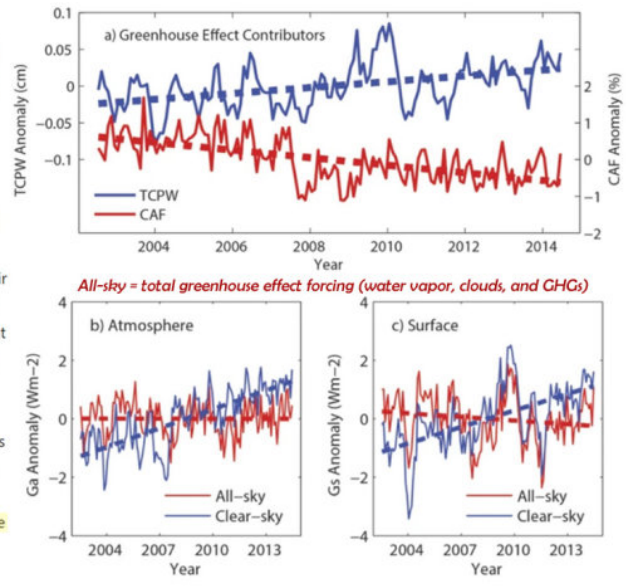 a) Greenhouse Effect Contributors
TCPW Anomaly (cm)
0.1
0.05
0
−0.05
−0.1
CAF Anomaly (%)
2
1
0
−1
−2
TCPW
CAF
2004 2006 2008 2010 2012 2014
Year
ir
All-sky = total greenhouse effect forcing (water vapor, clouds, and GHGs)
t
s
e
b) Atmosphere
Ga Anomaly (Wm−2)
4
2
0
−2
−4
All−sky
Clear−sky
2004 2007 2010 2013
Year
c) Surface
Gs Anomaly (Wm−2)
4
2
0
−2
−4
All−sky
Clear−sky
2004 2007 2010 2013
Year